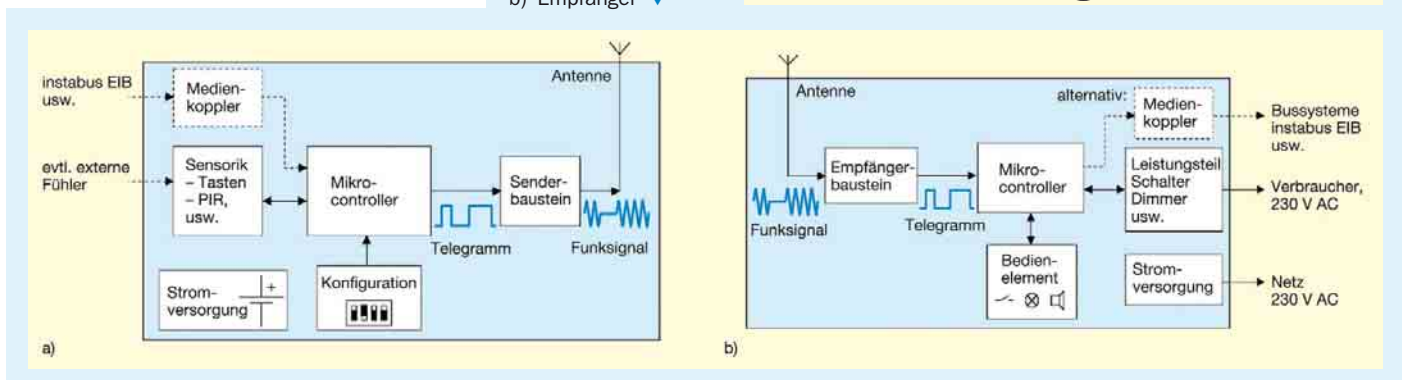 b) Empfänger
instabus EIB
usw.
evtl. externe
Fühler
Medien-
koppler
Sensorik
– Tasten
– PIR,
usw.
Strom-
versorgung
+
Mikro-
controller
Konfiguration
Telegramm
Sender-
baustein
Antenne
Funksignal
a)
Antenne
Funksignal
Empfänger-
baustein
Telegramm
Mikro-
controller
Bedien-
element
alternativ:
Medien-
koppler
Leistungsteil
Schalter
Dimmer
usw.
Strom-
versorgung
Bussysteme
instabus EIB
usw.
Verbraucher,
230 V AC
Netz
230 V AC
b)